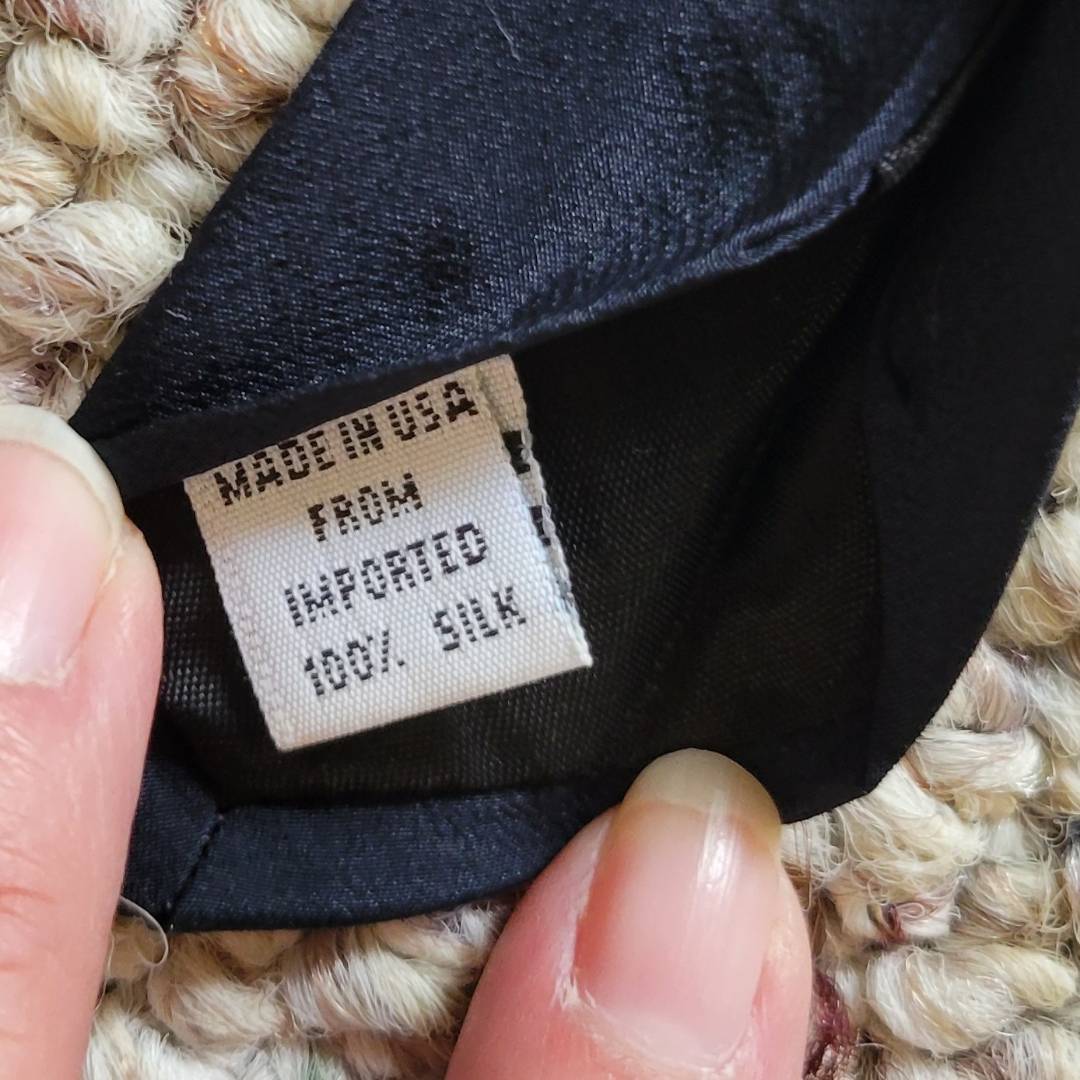 MADE IN USA
FROM
IMPORTED
100% SILK